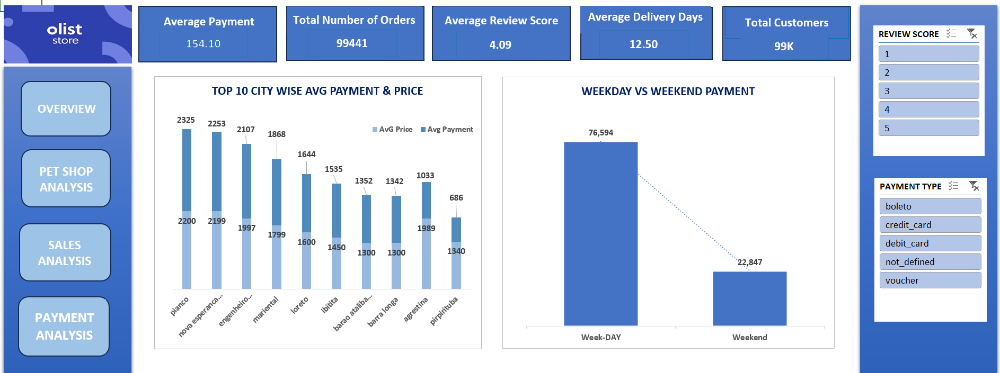 olist
store
Average Payment
154.10
Total Number of Orders
99441
Average Review Score
4.09
Average Delivery Days
12.50
Total Customers
99K
OVERVIEW
PET SHOP
ANALYSIS
SALES
ANALYSIS
PAYMENT
ANALYSIS
TOP 10 CITY WISE AVG PAYMENT & PRICE
AvG Price
Avg Payment
2325
2253
2107
1868
1644
1535
1352
1342
1033
686
2200
2199
1997
1799
1600
1450
1300
1300
1989
1340
pianco
nova esperanca...
engenheiro...
mariental
loreto
ibitita
barao ataliba...
barra longa
agrestina
pirpirituba
WEEKDAY VS WEEKEND PAYMENT
76,594
22,847
Week-DAY
Weekend
REVIEW SCORE
1
2
3
4
5
PAYMENT TYPE
boleto
credit_card
debit_card
not_defined
voucher